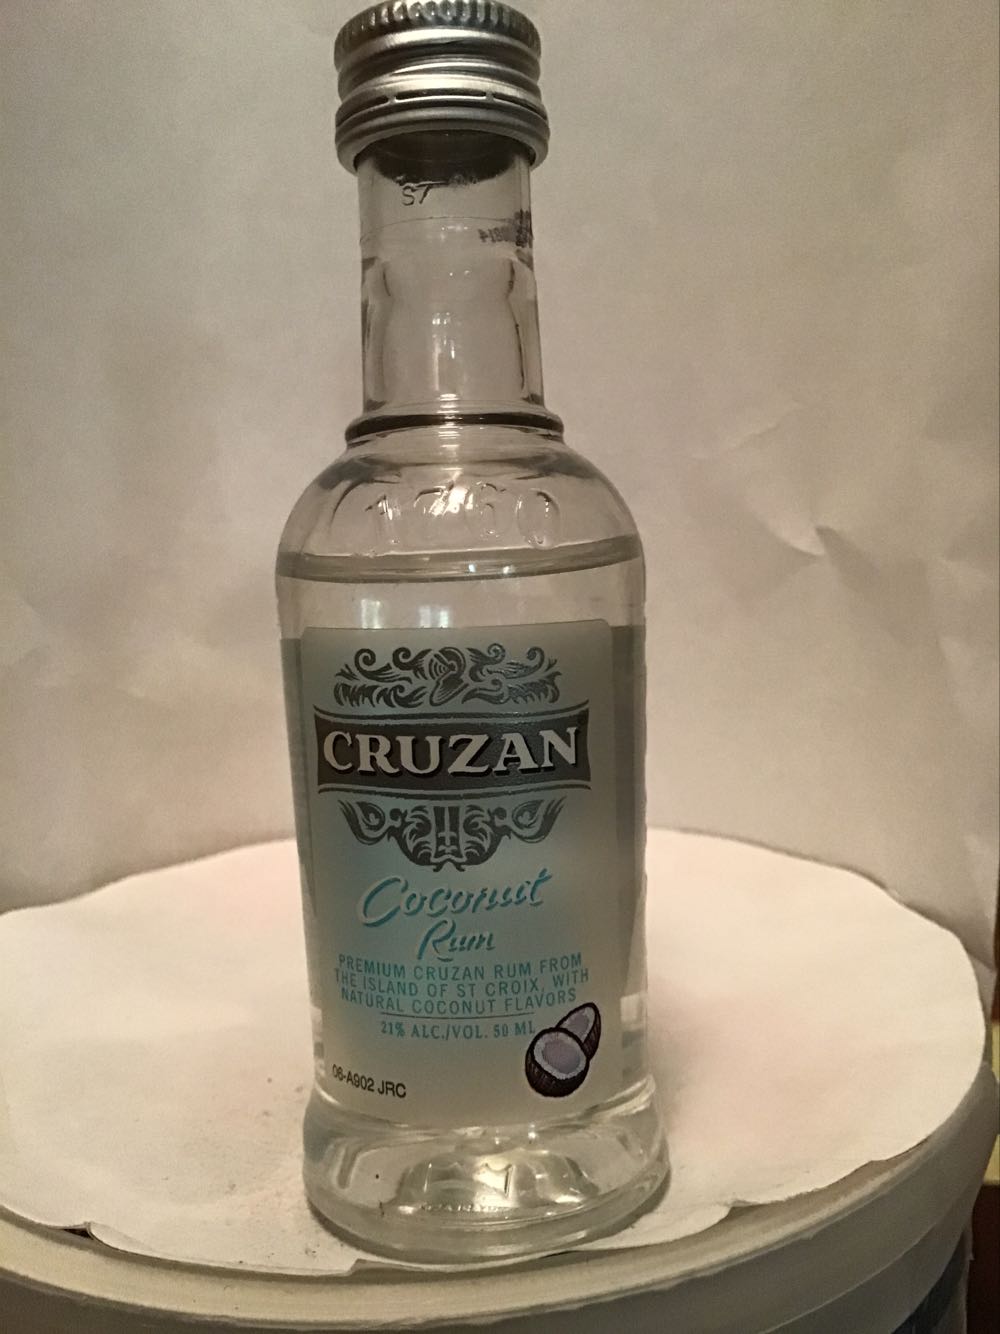 ST
1760
CRUZAN
Coconut
Rum
PREMIUM CRUZAN RUM FROM
THE ISLAND OF ST CROIX, WITH
NATURAL COCONUT FLAVORS
21% ALC./VOL. 50 ML
06-A902 JRC